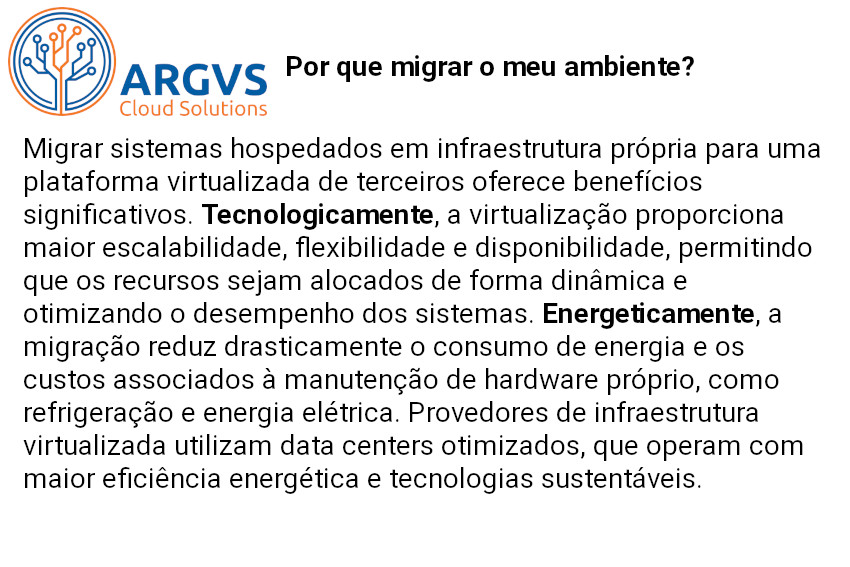 ARGVS
Cloud Solutions
Por que migrar o meu ambiente?
Migrar sistemas hospedados em infraestrutura própria para uma
plataforma virtualizada de terceiros oferece benefícios
significativos. Tecnologicamente, a virtualização proporciona
maior escalabilidade, flexibilidade e disponibilidade, permitindo
que os recursos sejam alocados de forma dinâmica e
otimizando o desempenho dos sistemas. Energeticamente, a
migração reduz drasticamente o consumo de energia e os
custos associados à manutenção de hardware próprio, como
refrigeração e energia elétrica. Provedores de infraestrutura
virtualizada utilizam data centers otimizados, que operam com
maior eficiência energética e tecnologias sustentáveis.